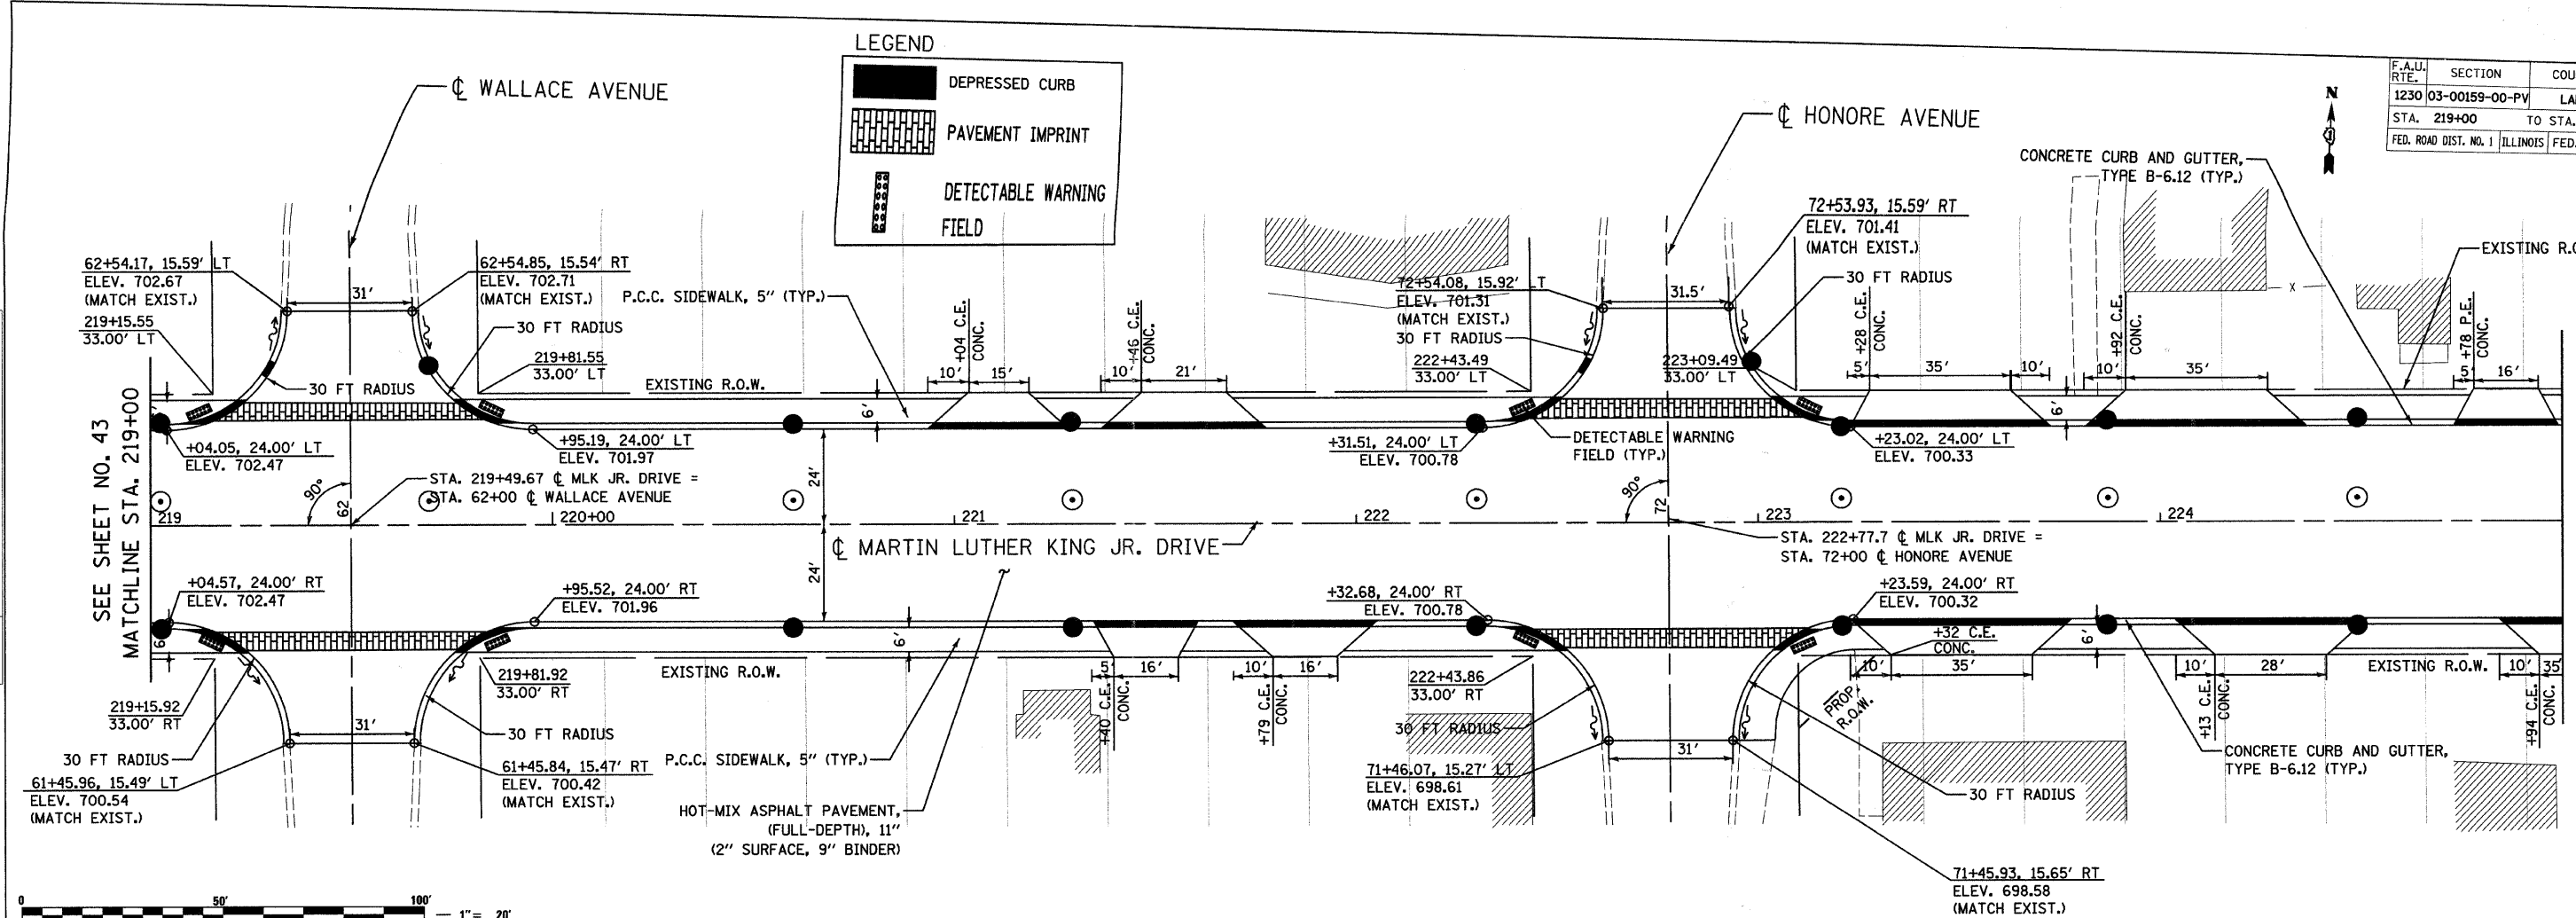 LEGEND
DEPRESSED CURB
PAVEMENT IMPRINT
DETECTABLE WARNING
FIELD
℄ WALLACE AVENUE
℄ HONORE AVENUE
N
F.A.U.
RTE.
SECTION
1230
03-00159-00-PV
STA. 219+00
TO STA.
FED. ROAD DIST. NO. 1
ILLINOIS
FED.
CONCRETE CURB AND GUTTER,
TYPE B-6.12 (TYP.)
72+53.93, 15.59' RT
ELEV. 701.41
(MATCH EXIST.)
30 FT RADIUS
62+54.17, 15.59' LT
ELEV. 702.67
(MATCH EXIST.)
219+15.55
33.00' LT
31'
62+54.85, 15.54' RT
ELEV. 702.71
(MATCH EXIST.)
30 FT RADIUS
219+81.55
33.00' LT
P.C.C. SIDEWALK, 5" (TYP.)
30 FT RADIUS
EXISTING R.O.W.
10'
+04 C.E.
CONC.
15'
10'
+46 C.E.
CONC.
21'
6'
72+54.08, 15.92' LT
ELEV. 701.31
(MATCH EXIST.)
30 FT RADIUS
222+43.49
33.00' LT
31.5'
223+09.49
33.00' LT
+28 C.E.
CONC.
5'
35'
10'
6'
+92 C.E.
CONC.
10'
35'
X
+78 P.E.
CONC.
5'
16'
SEE SHEET NO. 43
MATCHLINE STA. 219+00
+04.05, 24.00' LT
ELEV. 702.47
+95.19, 24.00' LT
ELEV. 701.97
+31.51, 24.00' LT
ELEV. 700.78
DETECTABLE WARNING
FIELD (TYP.)
+23.02, 24.00' LT
ELEV. 700.33
90°
62
STA. 219+49.67 ℄ MLK JR. DRIVE =
STA. 62+00 ℄ WALLACE AVENUE
24'
90°
72
219
220+00
221
222
223
224
℄ MARTIN LUTHER KING JR. DRIVE
STA. 222+77.7 ℄ MLK JR. DRIVE =
STA. 72+00 ℄ HONORE AVENUE
24'
+04.57, 24.00' RT
ELEV. 702.47
+95.52, 24.00' RT
ELEV. 701.96
+32.68, 24.00' RT
ELEV. 700.78
+23.59, 24.00' RT
ELEV. 700.32
+32 C.E.
CONC.
6'
6'
219+15.92
33.00' RT
219+81.92
33.00' RT
EXISTING R.O.W.
5'
16'
+40 C.E.
CONC.
10'
16'
+79 C.E.
CONC.
222+43.86
33.00' RT
10'
35'
PROP.
R.O.W.
6'
10'
28'
+13 C.E.
CONC.
EXISTING R.O.W.
10'
35'
+94 C.E.
CONC.
31'
30 FT RADIUS
61+45.96, 15.49' LT
ELEV. 700.54
(MATCH EXIST.)
30 FT RADIUS
61+45.84, 15.47' RT
ELEV. 700.42
(MATCH EXIST.)
P.C.C. SIDEWALK, 5" (TYP.)
HOT-MIX ASPHALT PAVEMENT,
(FULL-DEPTH), 11"
(2" SURFACE, 9" BINDER)
30 FT RADIUS
31'
71+46.07, 15.27' LT
ELEV. 698.61
(MATCH EXIST.)
30 FT RADIUS
CONCRETE CURB AND GUTTER,
TYPE B-6.12 (TYP.)
71+45.93, 15.65' RT
ELEV. 698.58
(MATCH EXIST.)
0
50'
100'
1"= 20'